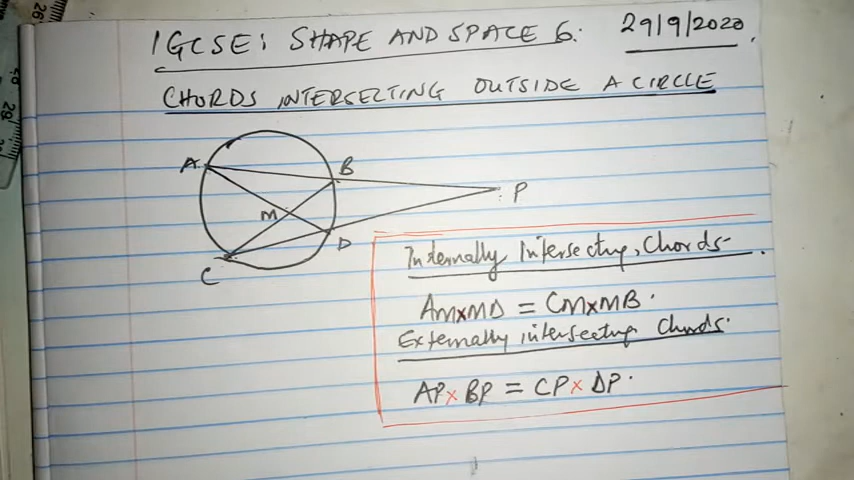 IGCSE: SHAPE AND SPACE 6. 29/9/2020.
CHORDS INTERSECTING OUTSIDE A CIRCLE
A B
P
M
D
C
Internally Intersecting Chords.
AM×MD = CM×MB.
Externally intersecting Chords.
AP×BP = CP×DP.